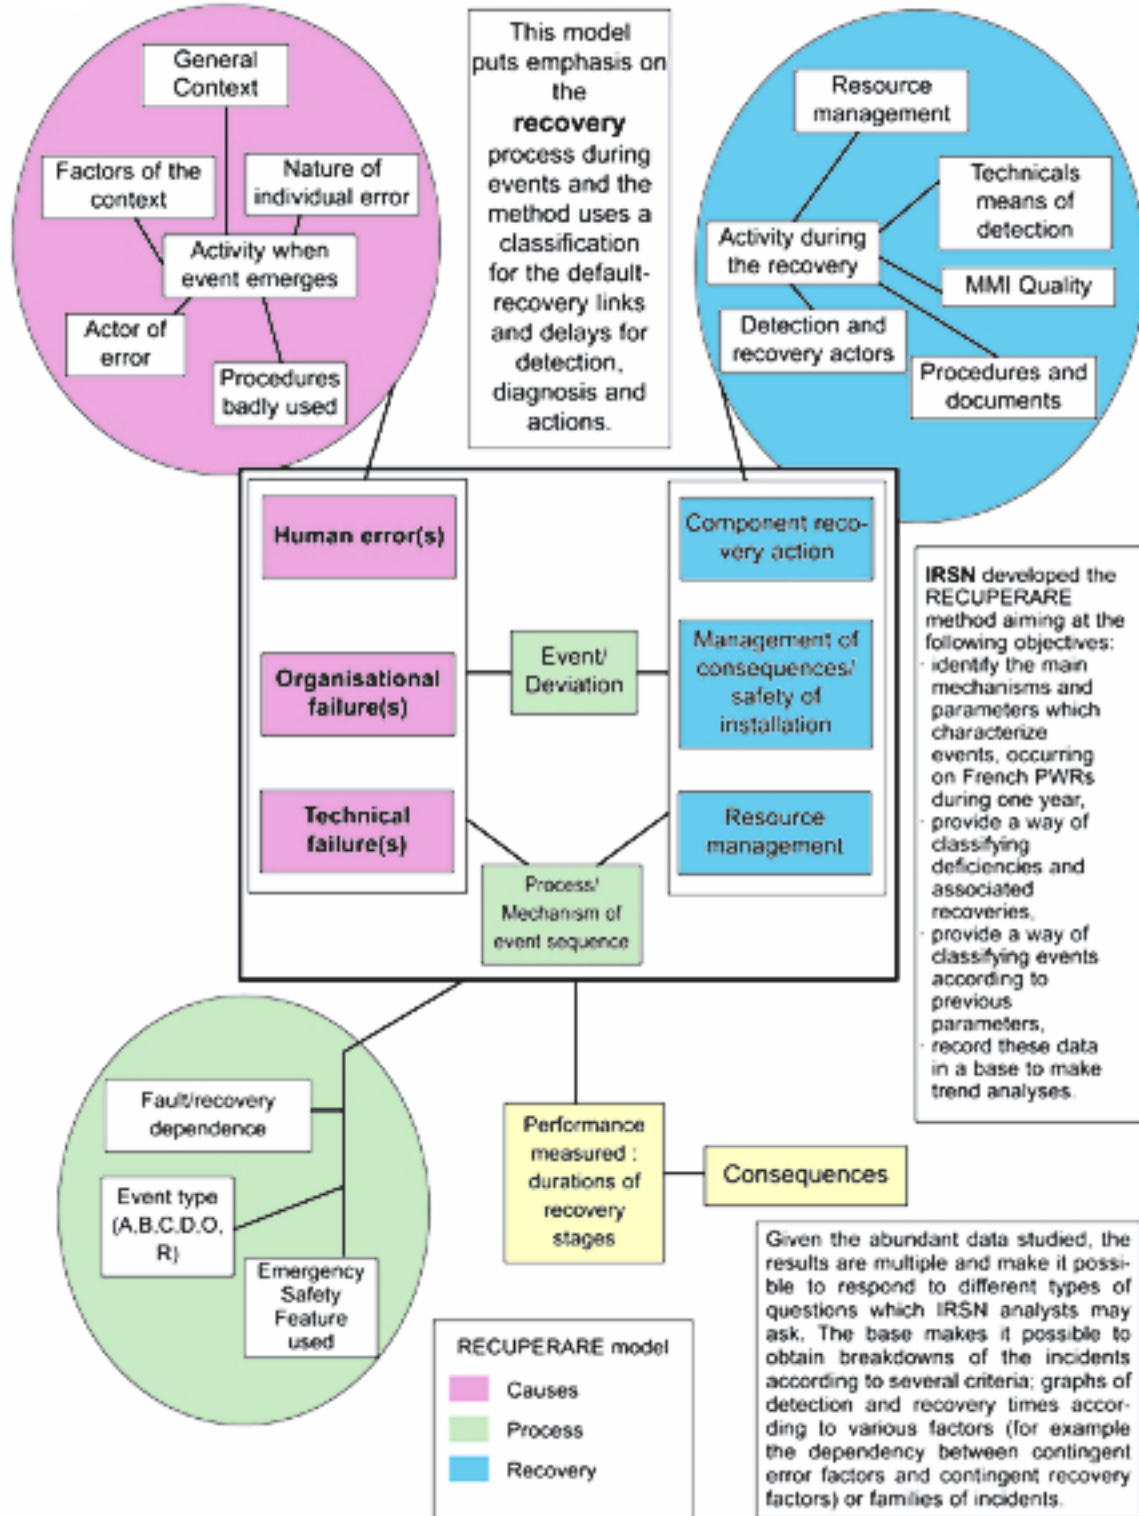 General
Context
Factors of the
context
Nature of
individual error
Activity when
event emerges
Actor of
error
Procedures
badly used
This model
puts emphasis on
the
recovery
process during
events and the
method uses a
classification
for the default-
recovery links
and delays for
detection,
diagnosis and
actions.
Resource
management
Technicals
means of
detection
Activity during
the recovery
MMI Quality
Detection and
recovery actors
Procedures and
documents
Human error(s)
Organisational
failure(s)
Technical
failure(s)
Event/
Deviation
Process/
Mechanism of
event sequence
Component reco-
very action
Management of
consequences/
safety of
installation
Resource
management
IRSN developed the
RECUPERARE
method aiming at the
following objectives:
· identify the main
mechanisms and
parameters which
characterize
events, occurring
on French PWRs
during one year,
· provide a way of
classifying
deficiencies and
associated
recoveries,
· provide a way of
classifying events
according to
previous
parameters,
· record these data
in a base to make
trend analyses.
Fault/recovery
dependence
Event type
(A,B,C,D,O,
R)
Emergency
Safety
Feature
used
Performance
measured :
durations of
recovery
stages
Consequences
RECUPERARE model
Causes
Process
Recovery
Given the abundant data studied, the
results are multiple and make it possi-
ble to respond to different types of
questions which IRSN analysts may
ask. The base makes it possible to
obtain breakdowns of the incidents
according to several criteria; graphs of
detection and recovery times accor-
ding to various factors (for example
the dependency between contingent
error factors and contingent recovery
factors) or families of incidents.